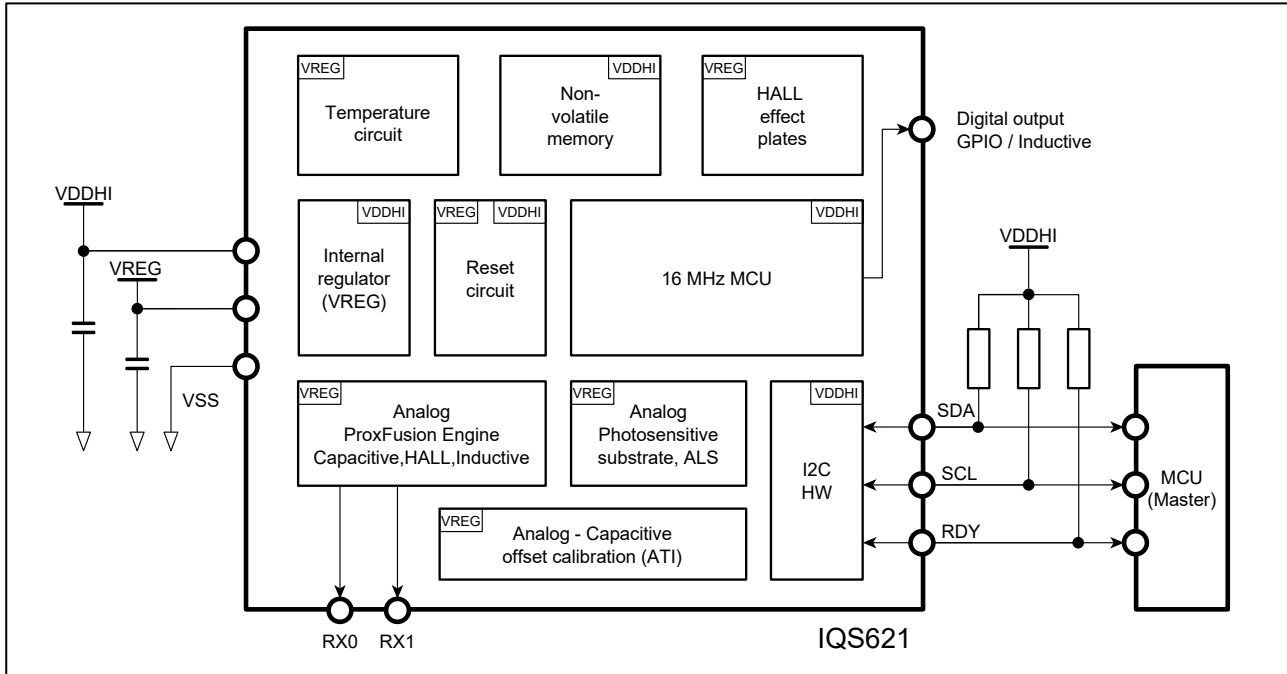 VREG
Temperature
circuit
VDDHI
Non-
volatile
memory
VREG
HALL
effect
plates
Digital output
GPIO / Inductive
VDDHI
VREG
VSS
VDDHI
Internal
regulator
(VREG)
VREG
VDDHI
Reset
circuit
VDDHI
16 MHz MCU
VDDHI
VREG
Analog
ProxFusion Engine
Capacitive,HALL,Inductive
VREG
Analog
Photosensitive
substrate, ALS
VDDHI
I2C
HW
SDA
SCL
RDY
MCU
(Master)
VREG
Analog - Capacitive
offset calibration (ATI)
RX0
RX1
IQS621